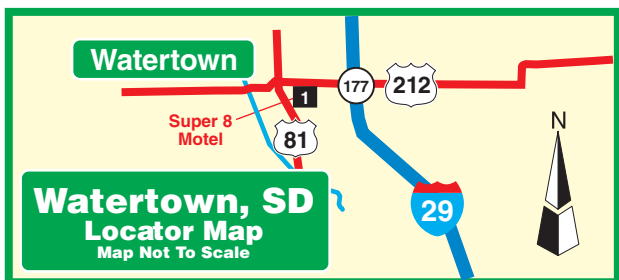 Watertown
177
212
1
Super 8
Motel
81
N
29
Watertown, SD
Locator Map
Map Not To Scale